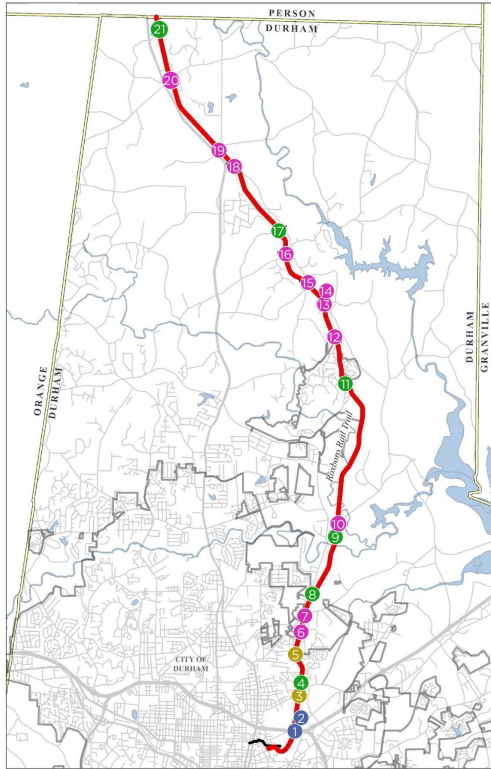 PERSON
DURHAM
21
20
19
18
17
16
15
14
13
12
DURHAM
GRANVILLE
ORANGE
DURHAM
11
Roxboro Rail Trail
10
9
8
7
6
5
CITY OF
DURHAM
4
3
2
1